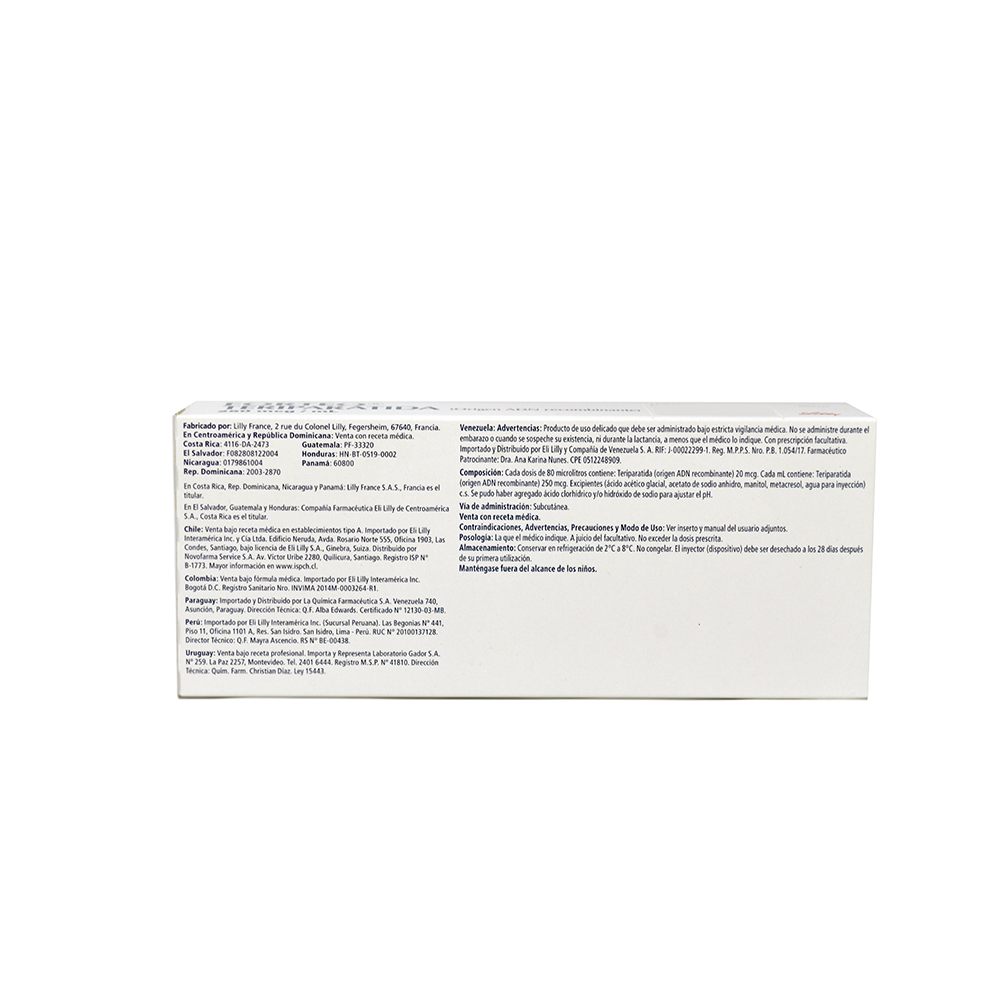 FORTEO
TERIPARATIDA (Origen ADN recombinante)
250 mcg / mL
Lilly
Fabricado por: Lilly France, 2 rue du Colonel Lilly, Fegersheim, 67640, Francia.
En Centroamérica y República Dominicana: Venta con receta médica.
Costa Rica: 4116-DA-2473 Guatemala: PF-33320
El Salvador: F082808122004 Honduras: HN-BT-0519-0002
Nicaragua: 0179861004 Panamá: 60800
Rep. Dominicana: 2003-2870
En Costa Rica, Rep. Dominicana, Nicaragua y Panamá: Lilly France S.A.S., Francia es el
titular.
En El Salvador, Guatemala y Honduras: Compañía Farmacéutica Eli Lilly de Centroamérica
S.A., Costa Rica es el titular.
Chile: Venta bajo receta médica en establecimientos tipo A. Importado por Eli Lilly
Interamérica Inc. y Cía Ltda. Edificio Neruda, Avda. Rosario Norte 555, Oficina 1903, Las
Condes, Santiago, bajo licencia de Eli Lilly S.A., Ginebra, Suiza. Distribuido por
Novofarma Service S.A. Av. Víctor Uribe 2280, Quilicura, Santiago. Registro ISP N°
B-1773. Mayor información en www.ispch.cl.
Colombia: Venta bajo fórmula médica. Importado por Eli Lilly Interamérica Inc.
Bogotá D.C. Registro Sanitario Nro. INVIMA 2014M-0003264-R1.
Paraguay: Importado y Distribuido por La Química Farmacéutica S.A. Venezuela 740,
Asunción, Paraguay. Dirección Técnica: Q.F. Alba Edwards. Certificado N° 12130-03-MB.
Perú: Importado por Eli Lilly Interamérica Inc. (Sucursal Peruana). Las Begonias N° 441,
Piso 11, Oficina 1101 A, Res. San Isidro. San Isidro, Lima - Perú. RUC N° 20100137128.
Director Técnico: Q.F. Mayra Ascencio. RS N° BE-00438.
Uruguay: Venta bajo receta profesional. Importa y Representa Laboratorio Gador S.A.
N° 259. La Paz 2257, Montevideo. Tel. 2401 6444. Registro M.S.P. N° 41810. Dirección
Técnica: Quím. Farm. Christian Díaz. Ley 15443.
Venezuela: Advertencias: Producto de uso delicado que debe ser administrado bajo estricta vigilancia médica. No se administre durante el
embarazo o cuando se sospeche su existencia, ni durante la lactancia, a menos que el médico lo indique. Con prescripción facultativa.
Importado y Distribuido por Eli Lilly y Compañía de Venezuela S. A. RIF: J-00022299-1. Reg. M.P.P.S. Nro. P.B. 1.054/17. Farmacéutico
Patrocinante: Dra. Ana Karina Nunes. CPE 0512248909.
Composición: Cada dosis de 80 microlitros contiene: Teriparatida (origen ADN recombinante) 20 mcg. Cada mL contiene: Teriparatida
(origen ADN recombinante) 250 mcg. Excipientes (ácido acético glacial, acetato de sodio anhidro, manitol, metacresol, agua para inyección)
c.s. Se pudo haber agregado ácido clorhídrico y/o hidróxido de sodio para ajustar el pH.
Vía de administración: Subcutánea.
Venta con receta médica.
Contraindicaciones, Advertencias, Precauciones y Modo de Uso: Ver inserto y manual del usuario adjuntos.
Posología: La que el médico indique. A juicio del facultativo. No exceder la dosis prescrita.
Almacenamiento: Conservar en refrigeración de 2°C a 8°C. No congelar. El inyector (dispositivo) debe ser desechado a los 28 días después
de su primera utilización.
Manténgase fuera del alcance de los niños.